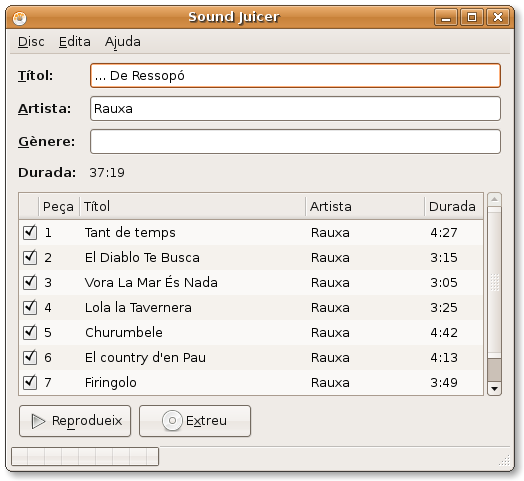 Sound Juicer
Disc Edita Ajuda
Títol: ... De Ressopó
Artista: Rauxa
Gènere:
Durada: 37:19
Peça Títol Artista Durada
1 Tant de temps Rauxa 4:27
2 El Diablo Te Busca Rauxa 3:15
3 Vora La Mar És Nada Rauxa 3:05
4 Lola la Tavernera Rauxa 3:25
5 Churumbele Rauxa 4:42
6 El country d'en Pau Rauxa 4:13
7 Firingolo Rauxa 3:49
Reprodueix Extreu